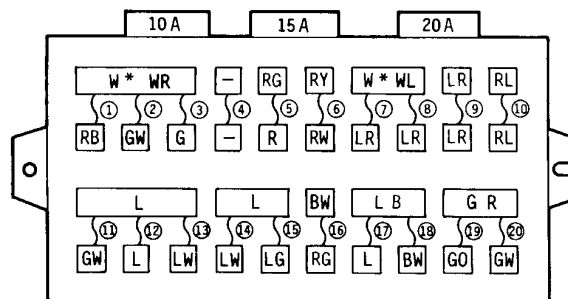 10A 15A 20A
W * WR – RG RY W * WL LR RL
① ② ③ ④ ⑤ ⑥ ⑦ ⑧ ⑨ ⑩
RB GW G – R RW LR LR LR RL
L L BW L B G R
⑪ ⑫ ⑬ ⑭ ⑮ ⑯ ⑰ ⑱ ⑲ ⑳
GW L LW LW LG RG L BW GO GW